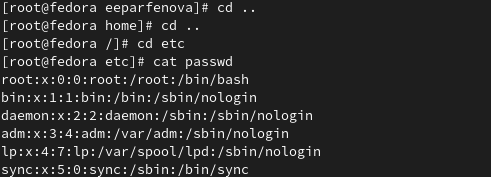 [root@fedora eeparfenova]# cd ..
[root@fedora home]# cd ..
[root@fedora /]# cd etc
[root@fedora etc]# cat passwd
root:x:0:0:root:/root:/bin/bash
bin:x:1:1:bin:/bin:/sbin/nologin
daemon:x:2:2:daemon:/sbin:/sbin/nologin
adm:x:3:4:adm:/var/adm:/sbin/nologin
lp:x:4:7:lp:/var/spool/lpd:/sbin/nologin
sync:x:5:0:sync:/sbin:/bin/sync